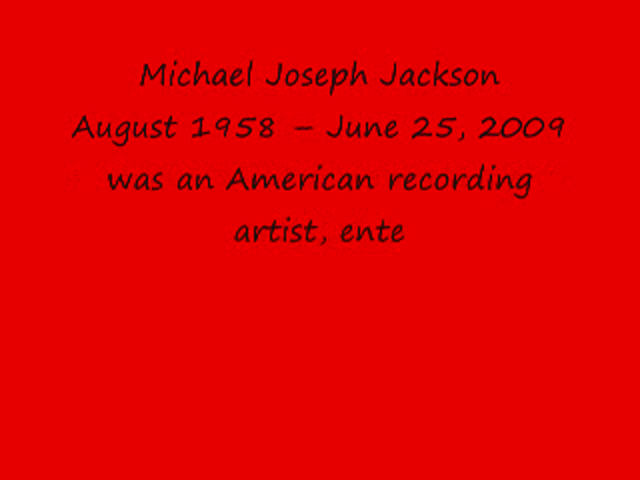 Michael Joseph Jackson
August 1958 – June 25, 2009
was an American recording
artist, ente